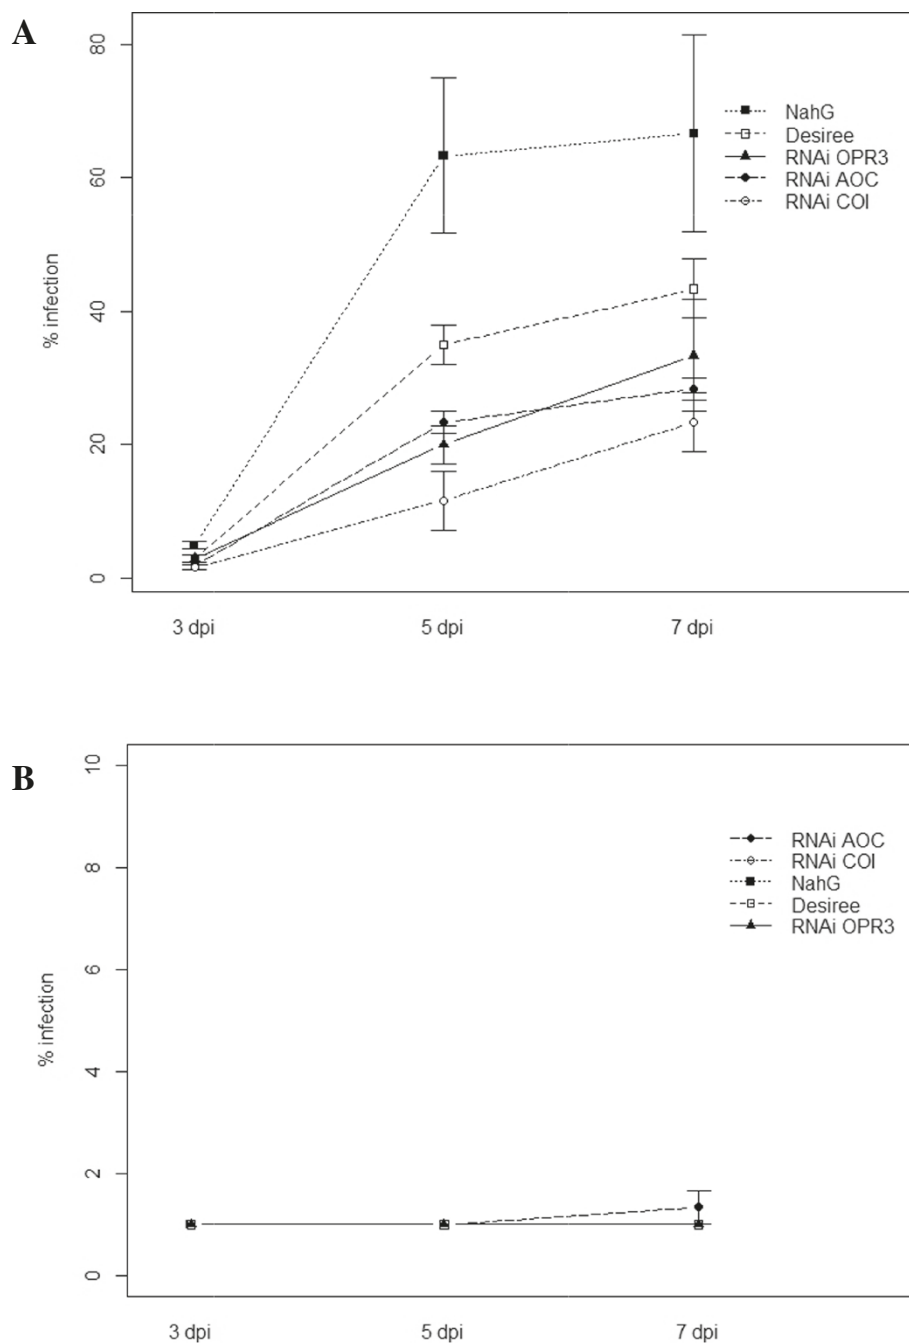 A
80
60
40
20
0
% infection
NahG
Desiree
RNAi OPR3
RNAi AOC
RNAi COI
3 dpi 5 dpi 7 dpi
B
10
8
6
4
2
0
% infection
RNAi AOC
RNAi COI
NahG
Desiree
RNAi OPR3
3 dpi 5 dpi 7 dpi